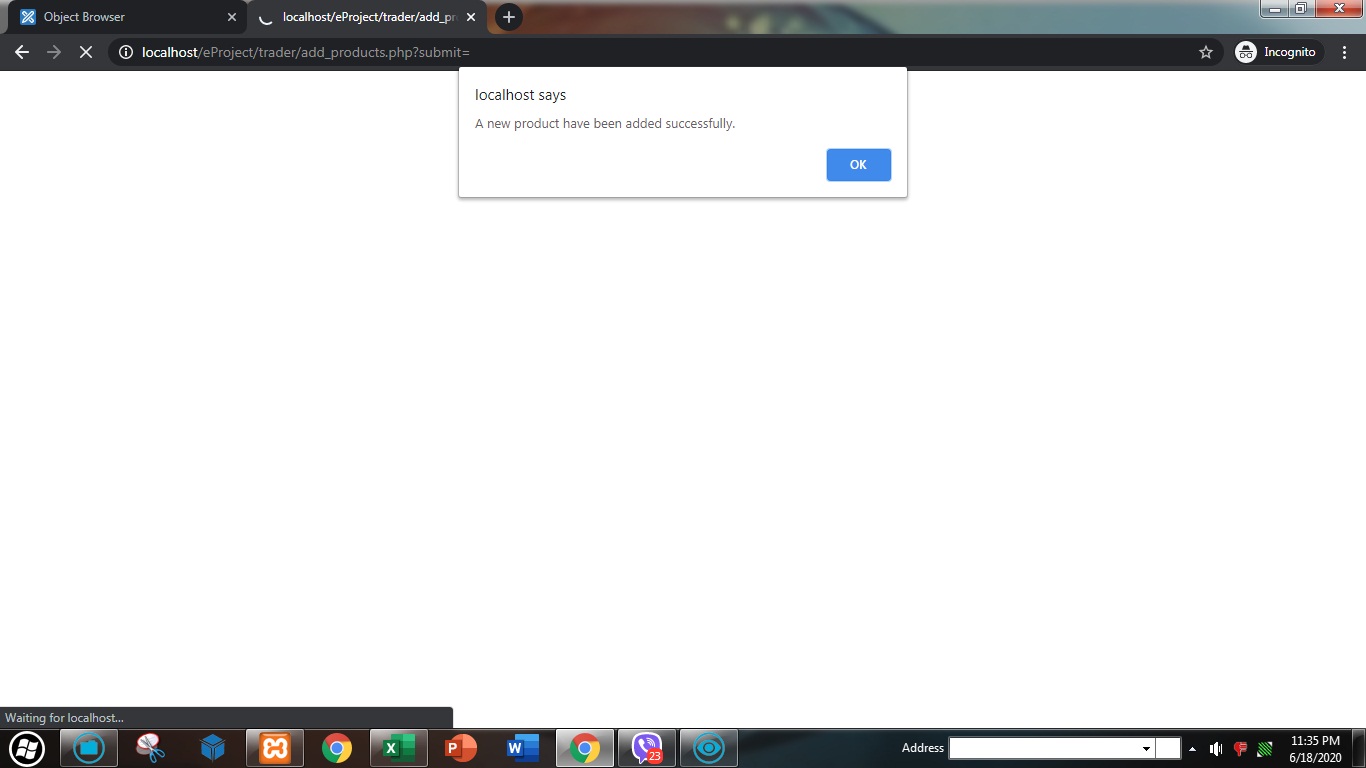 Object Browser
localhost/eProject/trader/add_pr
localhost/eProject/trader/add_products.php?submit=
Incognito
localhost says
A new product have been added successfully.
OK
Waiting for localhost...
23
Address
11:35 PM
6/18/2020